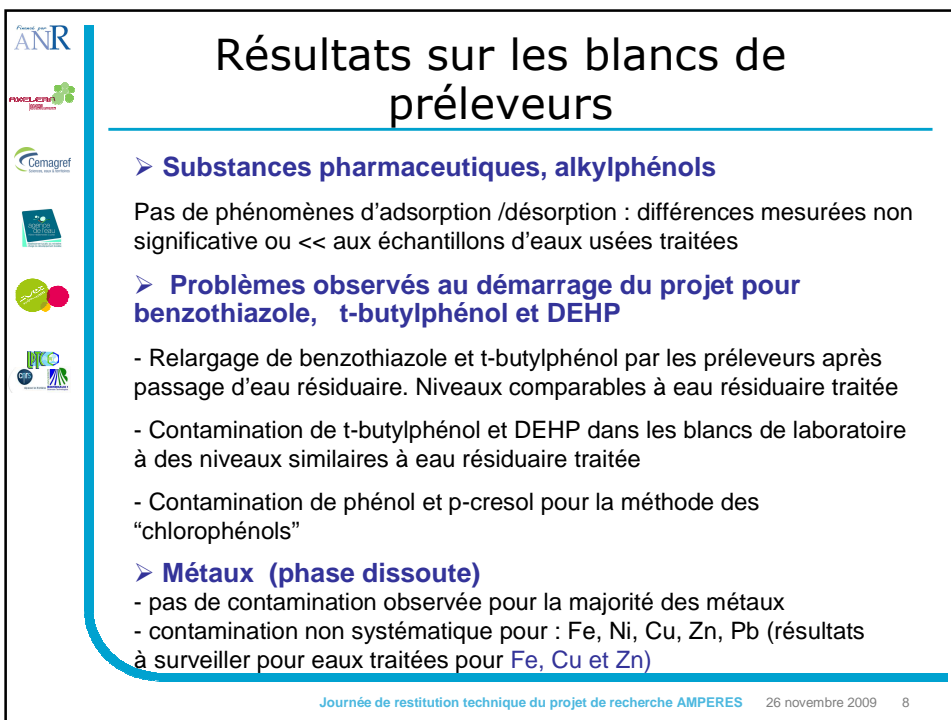 Financé par
ANR
Résultats sur les blancs de
préleveurs
AXELERA
Cemagref
➢ Substances pharmaceutiques, alkylphénols
Pas de phénomènes d'adsorption /désorption : différences mesurées non
significative ou << aux échantillons d'eaux usées traitées
agence
de l'eau
➢ Problèmes observés au démarrage du projet pour
benzothiazole, t-butylphénol et DEHP
- Relargage de benzothiazole et t-butylphénol par les préleveurs après
passage d'eau résiduaire. Niveaux comparables à eau résiduaire traitée
- Contamination de t-butylphénol et DEHP dans les blancs de laboratoire
à des niveaux similaires à eau résiduaire traitée
- Contamination de phénol et p-cresol pour la méthode des
“chlorophénols”
➢ Métaux (phase dissoute)
- pas de contamination observée pour la majorité des métaux
- contamination non systématique pour : Fe, Ni, Cu, Zn, Pb (résultats
à surveiller pour eaux traitées pour Fe, Cu et Zn)
Journée de restitution technique du projet de recherche AMPERES 26 novembre 2009 8